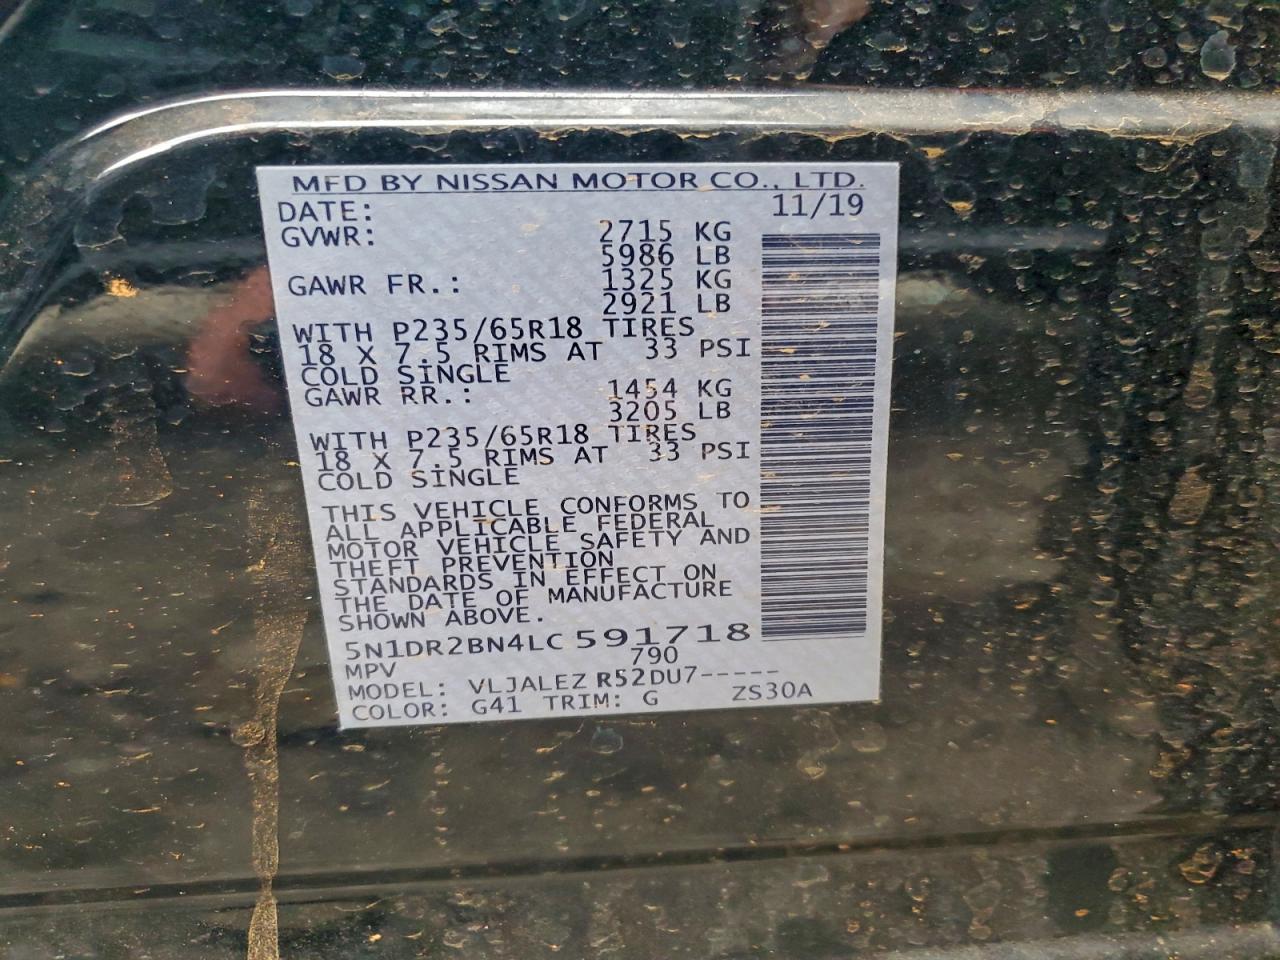 MFD BY NISSAN MOTOR CO., LTD.
DATE: 11/19
GVWR: 2715 KG
5986 LB
GAWR FR.: 1325 KG
2921 LB
WITH P235/65R18 TIRES
18 X 7.5 RIMS AT 33 PSI
COLD SINGLE
GAWR RR.: 1454 KG
3205 LB
WITH P235/65R18 TIRES
18 X 7.5 RIMS AT 33 PSI
COLD SINGLE
THIS VEHICLE CONFORMS TO
ALL APPLICABLE FEDERAL
MOTOR VEHICLE SAFETY AND
THEFT PREVENTION
STANDARDS IN EFFECT ON
THE DATE OF MANUFACTURE
SHOWN ABOVE.
5N1DR2BN4LC591718
MPV 790
MODEL: VLJALEZ R52DU7-----
COLOR: G41 TRIM: G ZS30A